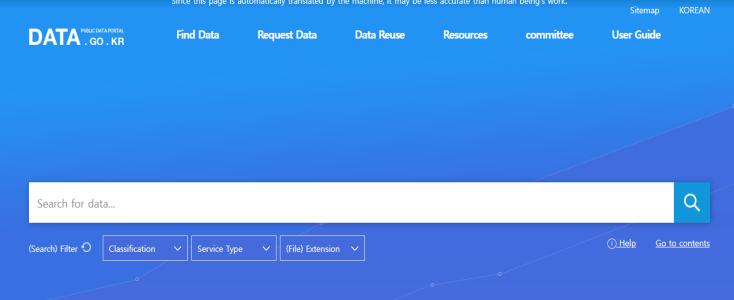 Since this page is automatically translated by the machine, it may be less accurate than human being's work.
Sitemap KOREAN
DATA PUBLIC DATA PORTAL
. GO . KR
Find Data Request Data Data Reuse Resources committee User Guide
Search for data...
(Search) Filter Classification Service Type (File) Extension
Help Go to contents